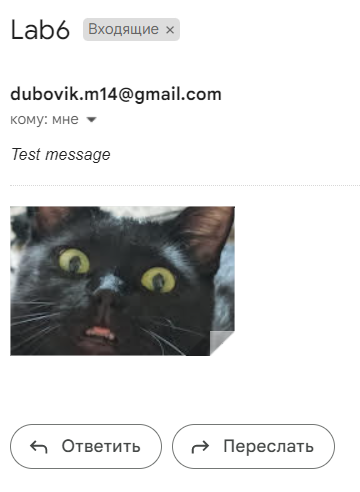 Lab6 Входящие ×
dubovik.m14@gmail.com
кому: мне
Test message
Ответить Переслать